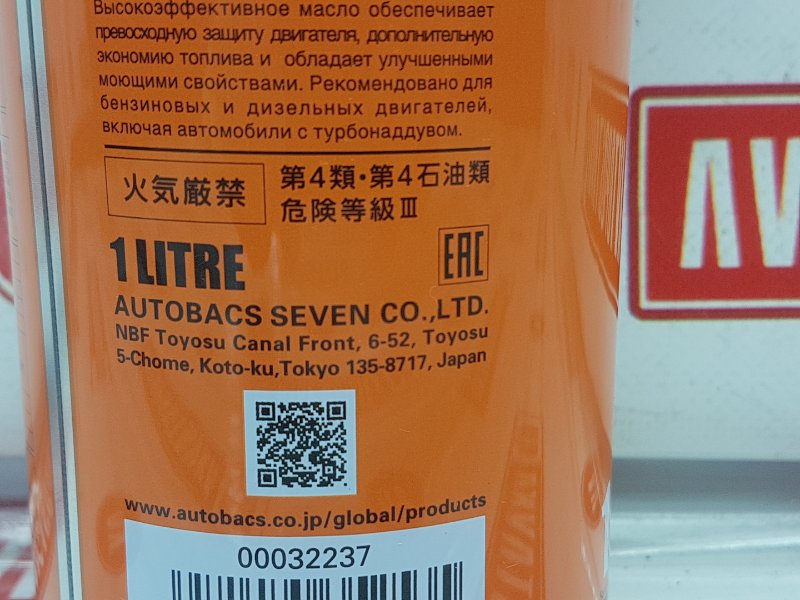 Высокоэффективное масло обеспечивает
превосходную защиту двигателя, дополнительную
экономию топлива и обладает улучшенными
моющими свойствами. Рекомендовано для
бензиновых и дизельных двигателей,
включая автомобили с турбонаддувом.
火気厳禁
第4類・第4石油類
危険等級Ⅲ
1 LITRE
EAC
AUTOBACS SEVEN CO.,LTD.
NBF Toyosu Canal Front, 6-52, Toyosu
5-Chome, Koto-ku,Tokyo 135-8717, Japan
www.autobacs.co.jp/global/products
00032237